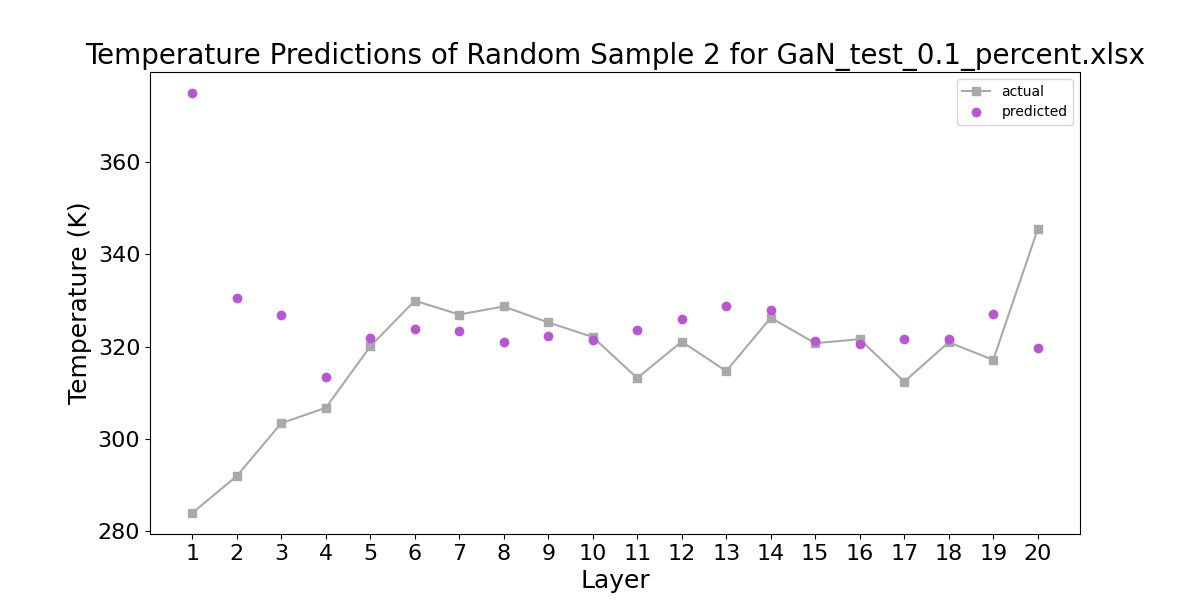 Temperature Predictions of Random Sample 2 for GaN_test_0.1_percent.xlsx
actual
predicted
Temperature (K)
360
340
320
300
280
1 2 3 4 5 6 7 8 9 10 11 12 13 14 15 16 17 18 19 20
Layer